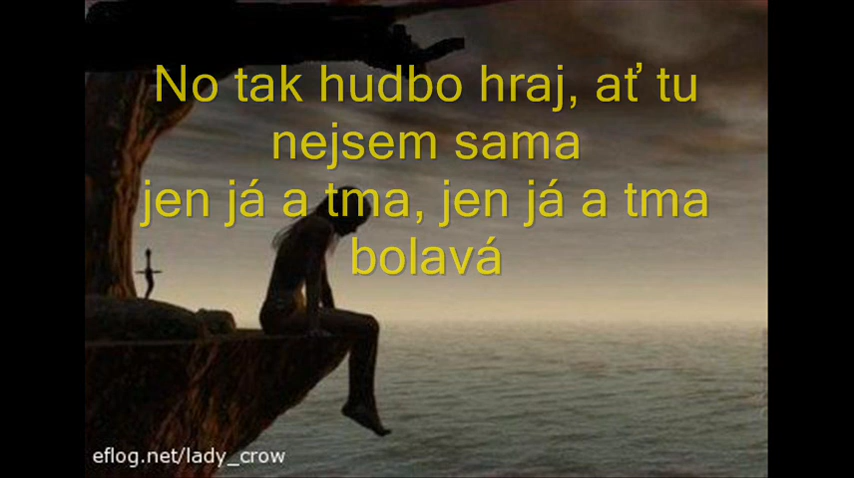 No tak hudbo hraj, ať tu
nejsem sama
jen já a tma, jen já a tma
bolavá
eflog.net/lady_crow